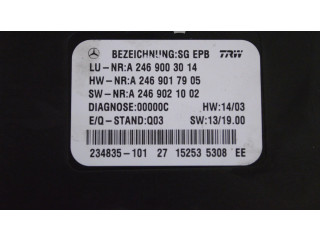 BEZEICHNUNG:SG EPB TRW
LU-NR:A 246 900 30 14
HW-NR:A 246 901 79 05
SW-NR:A 246 902 10 02
DIAGNOSE:00000C HW:14/03
E/Q-STAND:Q03 SW:13/19.00
234835-101 27 15253 5308 EE